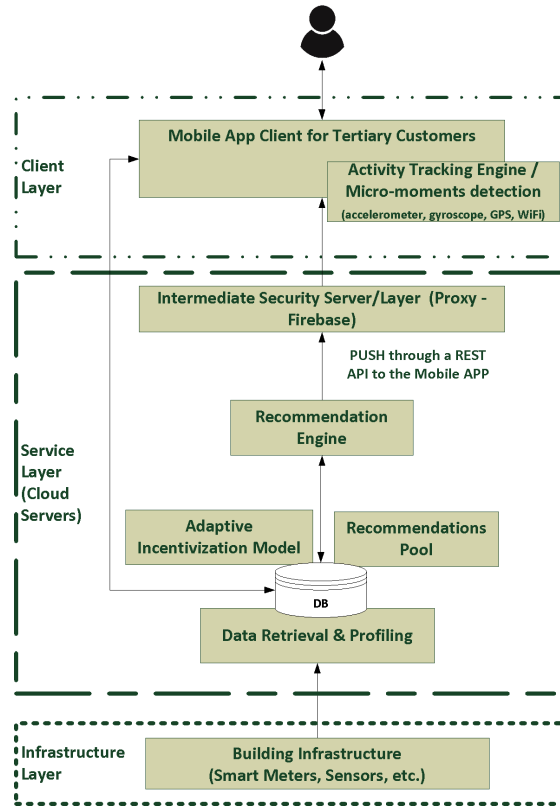 Mobile App Client for Tertiary Customers
Client
Layer
Activity Tracking Engine /
Micro-moments detection
(accelerometer, gyroscope, GPS, WiFi)
Intermediate Security Server/Layer (Proxy -
Firebase)
PUSH through a REST
API to the Mobile APP
Recommendation
Engine
Service
Layer
(Cloud
Servers)
Adaptive
Incentivization Model
Recommendations
Pool
DB
Data Retrieval & Profiling
Infrastructure
Layer
Building Infrastructure
(Smart Meters, Sensors, etc.)